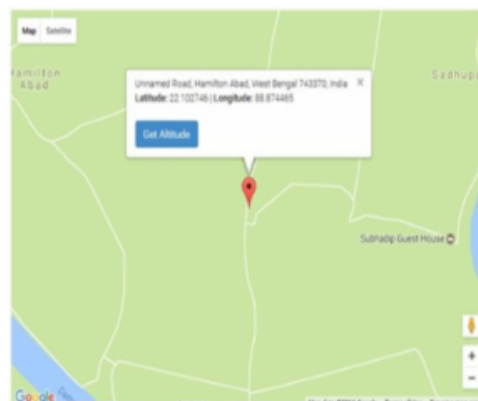 Map Satellite
Hamilton
Abad
Unnamed Road, Hamilton Abad, West Bengal 743370, India
Latitude: 22.102746 | Longitude: 88.874465
Get Altitude
Sadhupu
Subhadip Guest House
Google